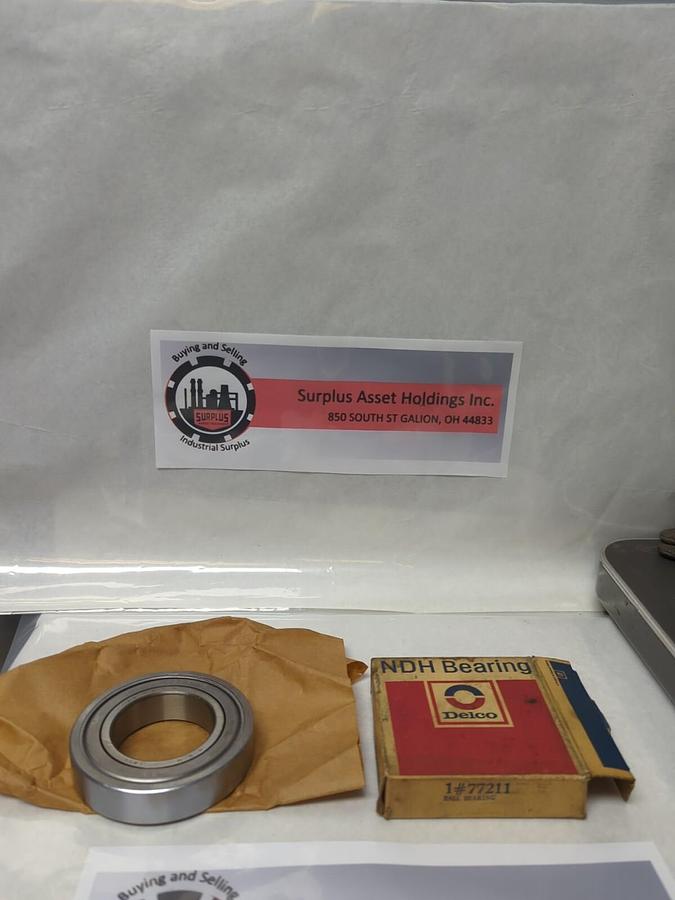 Buying and Selling
SURPLUS
Industrial Surplus
Surplus Asset Holdings Inc.
850 SOUTH ST GALION, OH 44833
NDH Bearing
Delco
1#77211
BALL BEARING
Buying and Selling